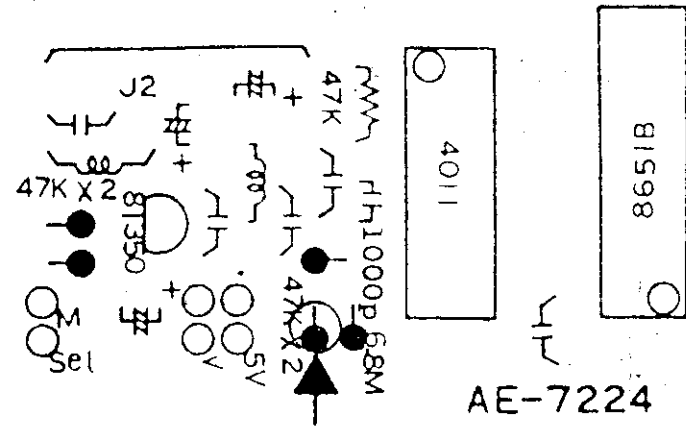 J2
47K
47K X 2
8T350
1000p
6.8M
47K X 2
+
+
+
M
Sel
V
5V
4011
8651B
AE-7224